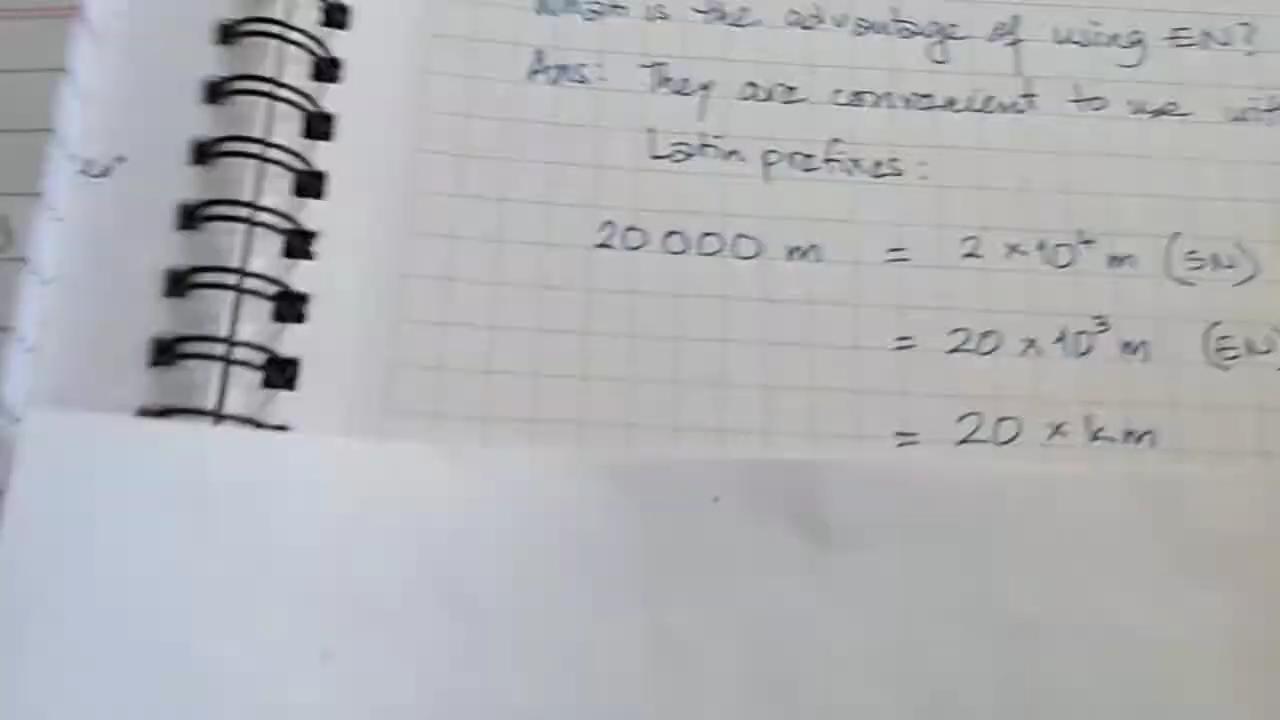 What is the advantage of using EN?
Ans: They are convenient to use with
Latin prefixes:
20 000 m = 2 × 10⁴ m (SN)
= 20 × 10³ m (EN)
= 20 × km